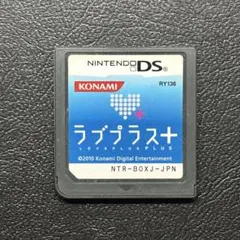 NINTENDO DS
KONAMI
RY136
ラブプラス+
LOVEPLUS PLUS
©2010 Konami Digital Entertainment
NTR-BOXJ-JPN